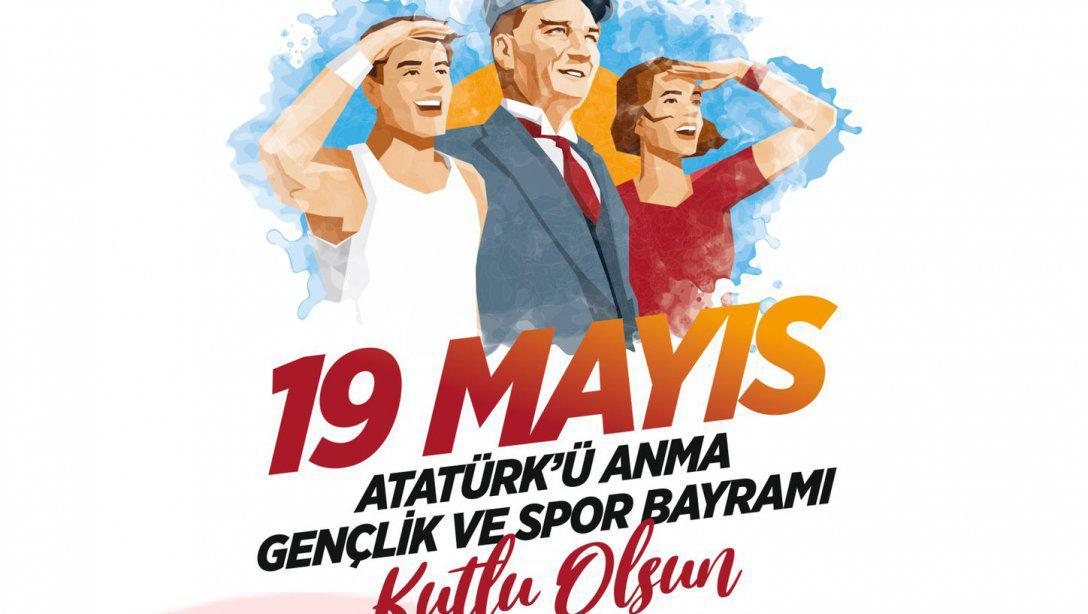 19 MAYIS
ATATÜRK'Ü ANMA
GENÇLİK VE SPOR BAYRAMI
Kutlu Olsun